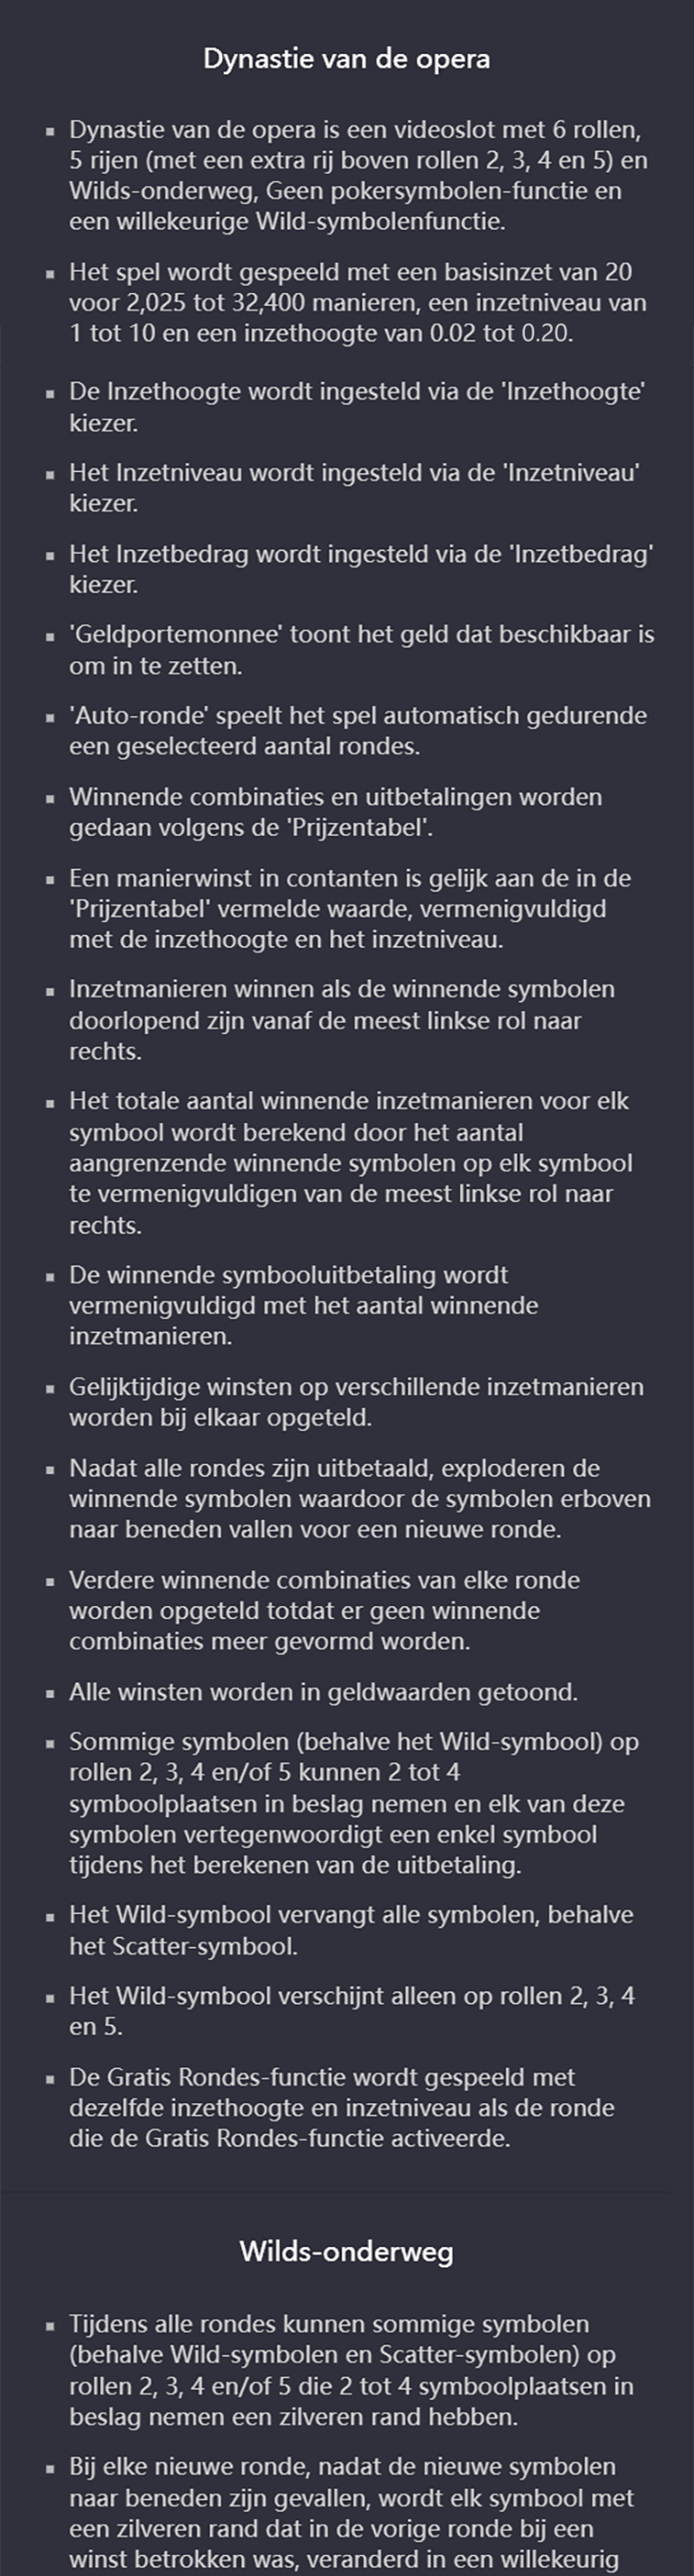 Dynastie van de opera
▪ Dynastie van de opera is een videoslot met 6 rollen,
5 rijen (met een extra rij boven rollen 2, 3, 4 en 5) en
Wilds-onderweg, Geen pokersymbolen-functie en
een willekeurige Wild-symbolenfunctie.
▪ Het spel wordt gespeeld met een basisinzet van 20
voor 2,025 tot 32,400 manieren, een inzetniveau van
1 tot 10 en een inzethoogte van 0.02 tot 0.20.
▪ De Inzethoogte wordt ingesteld via de 'Inzethoogte'
kiezer.
▪ Het Inzetniveau wordt ingesteld via de 'Inzetniveau'
kiezer.
▪ Het Inzetbedrag wordt ingesteld via de 'Inzetbedrag'
kiezer.
▪ 'Geldportemonnee' toont het geld dat beschikbaar is
om in te zetten.
▪ 'Auto-ronde' speelt het spel automatisch gedurende
een geselecteerd aantal rondes.
▪ Winnende combinaties en uitbetalingen worden
gedaan volgens de 'Prijzentabel'.
▪ Een manierwinst in contanten is gelijk aan de in de
'Prijzentabel' vermelde waarde, vermenigvuldigd
met de inzethoogte en het inzetniveau.
▪ Inzetmanieren winnen als de winnende symbolen
doorlopend zijn vanaf de meest linkse rol naar
rechts.
▪ Het totale aantal winnende inzetmanieren voor elk
symbool wordt berekend door het aantal
aangrenzende winnende symbolen op elk symbool
te vermenigvuldigen van de meest linkse rol naar
rechts.
▪ De winnende symbooluitbetaling wordt
vermenigvuldigd met het aantal winnende
inzetmanieren.
▪ Gelijktijdige winsten op verschillende inzetmanieren
worden bij elkaar opgeteld.
▪ Nadat alle rondes zijn uitbetaald, exploderen de
winnende symbolen waardoor de symbolen erboven
naar beneden vallen voor een nieuwe ronde.
▪ Verdere winnende combinaties van elke ronde
worden opgeteld totdat er geen winnende
combinaties meer gevormd worden.
▪ Alle winsten worden in geldwaarden getoond.
▪ Sommige symbolen (behalve het Wild-symbool) op
rollen 2, 3, 4 en/of 5 kunnen 2 tot 4
symboolplaatsen in beslag nemen en elk van deze
symbolen vertegenwoordigt een enkel symbool
tijdens het berekenen van de uitbetaling.
▪ Het Wild-symbool vervangt alle symbolen, behalve
het Scatter-symbool.
▪ Het Wild-symbool verschijnt alleen op rollen 2, 3, 4
en 5.
▪ De Gratis Rondes-functie wordt gespeeld met
dezelfde inzethoogte en inzetniveau als de ronde
die de Gratis Rondes-functie activeerde.
Wilds-onderweg
▪ Tijdens alle rondes kunnen sommige symbolen
(behalve Wild-symbolen en Scatter-symbolen) op
rollen 2, 3, 4 en/of 5 die 2 tot 4 symboolplaatsen in
beslag nemen een zilveren rand hebben.
▪ Bij elke nieuwe ronde, nadat de nieuwe symbolen
naar beneden zijn gevallen, wordt elk symbool met
een zilveren rand dat in de vorige ronde bij een
winst betrokken was, veranderd in een willekeurig